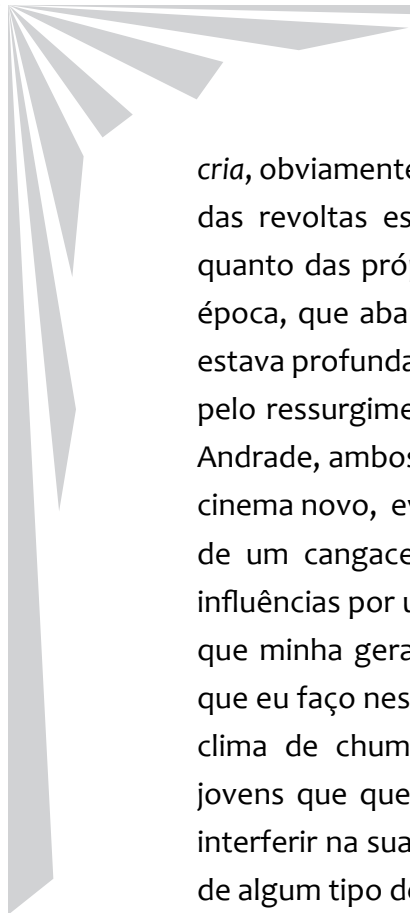 cria, obviamente
das revoltas es
quanto das próp
época, que aba
estava profunda
pelo ressurgime
Andrade, ambos
cinema novo, ev
de um cangace
influências por u
que minha gera
que eu faço nes
clima de chum
jovens que que
interferir na sua
de algum tipo de